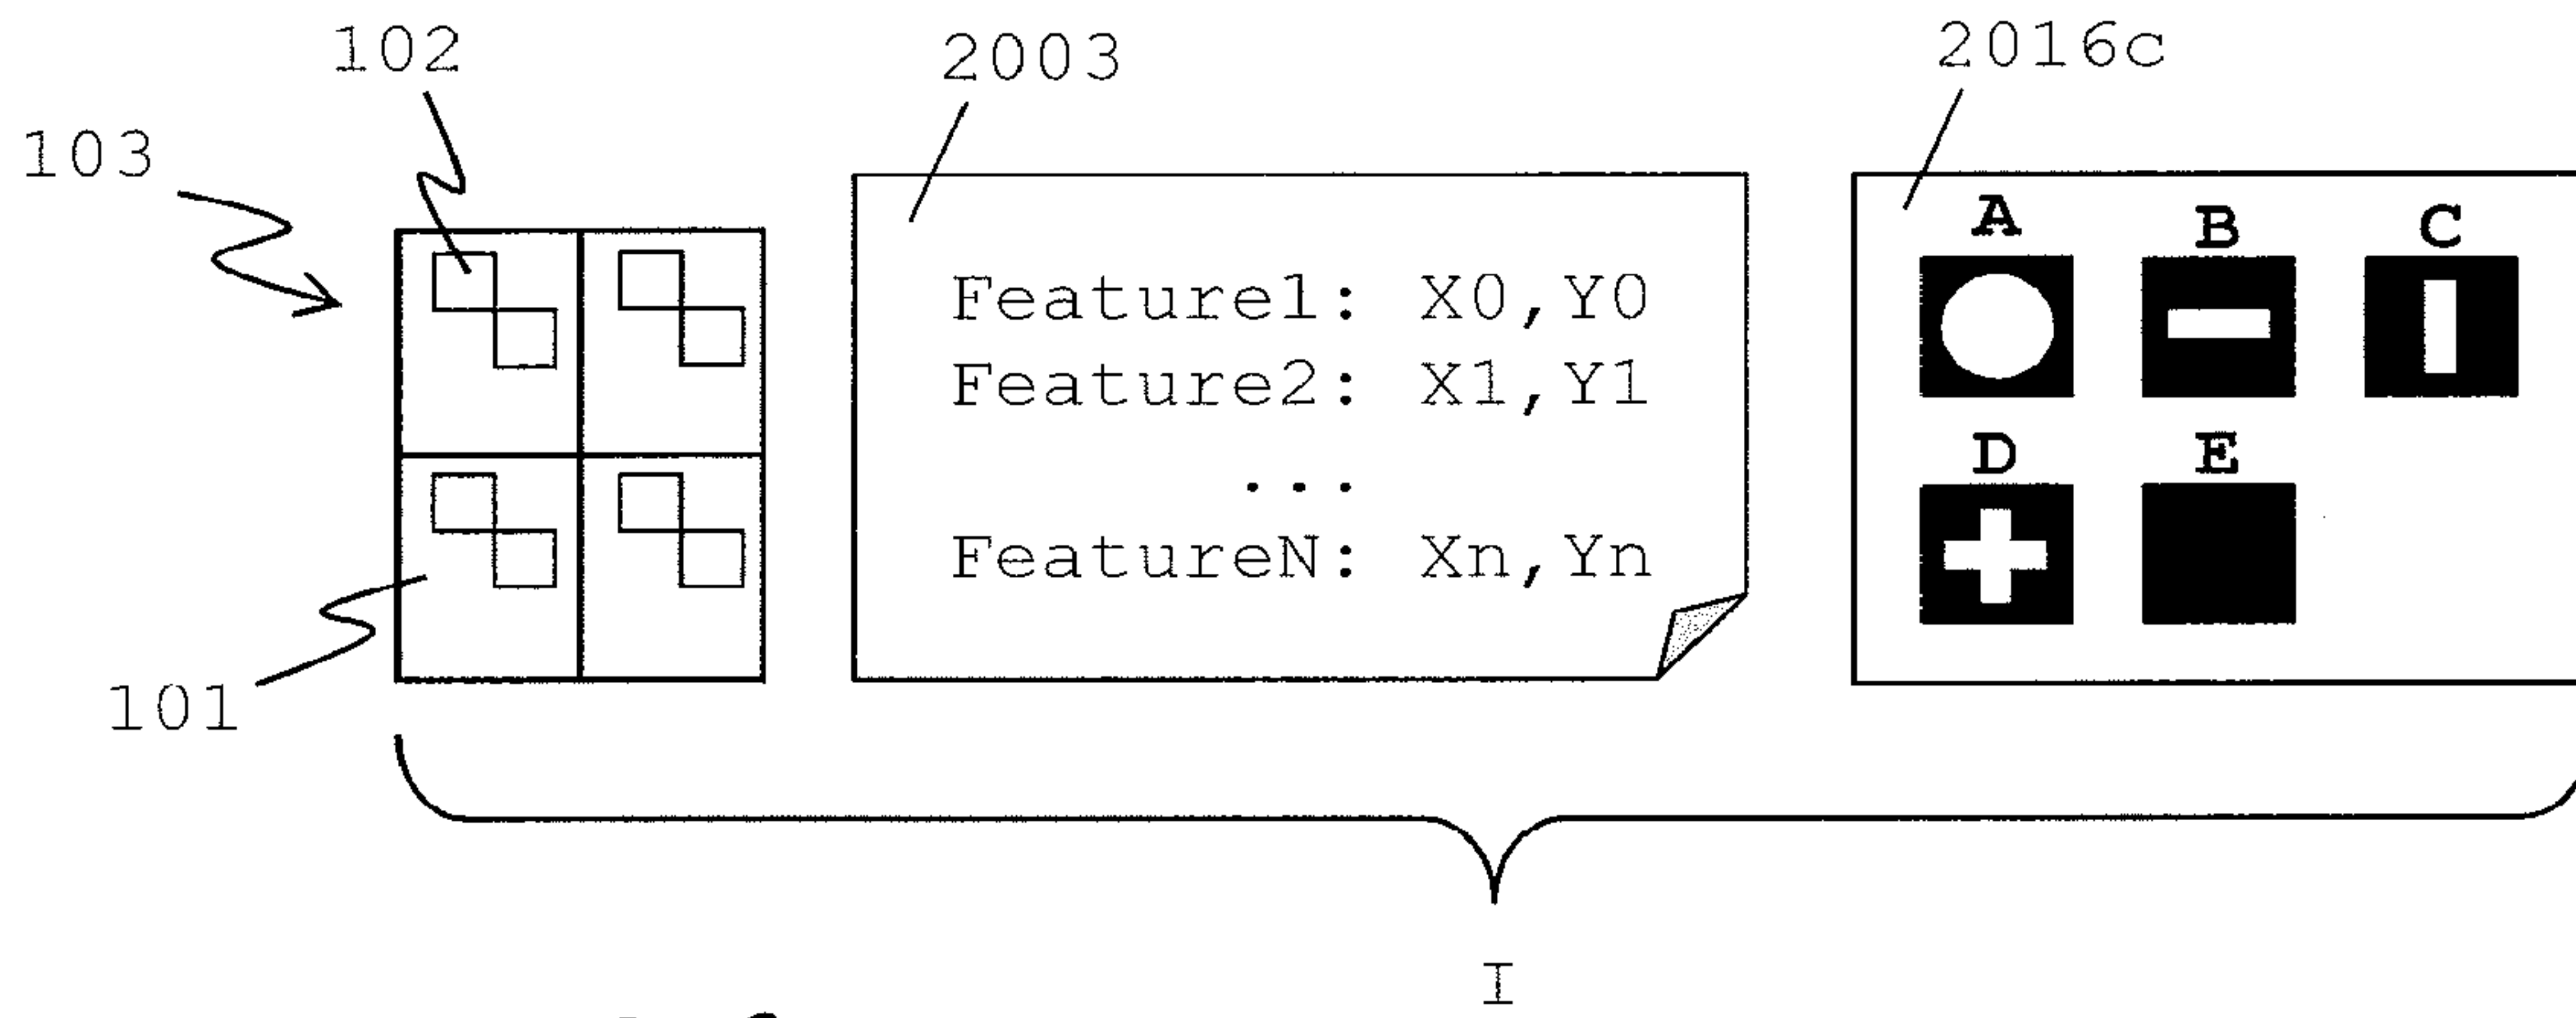 102
2003
2016c
103
A B C
Feature1: X0,Y0
Feature2: X1,Y1
...
FeatureN: Xn,Yn
D E
101
I